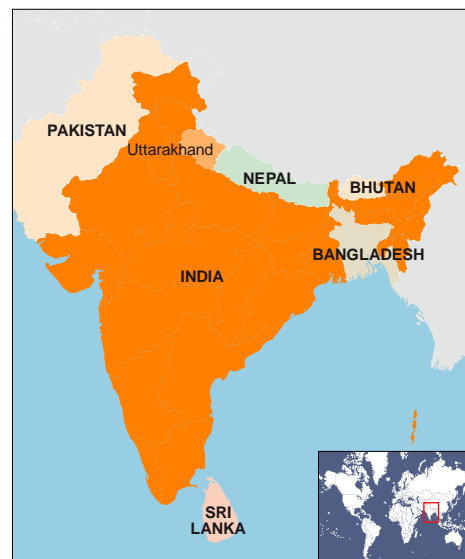 PAKISTAN
Uttarakhand
NEPAL
BHUTAN
BANGLADESH
INDIA
SRI
LANKA